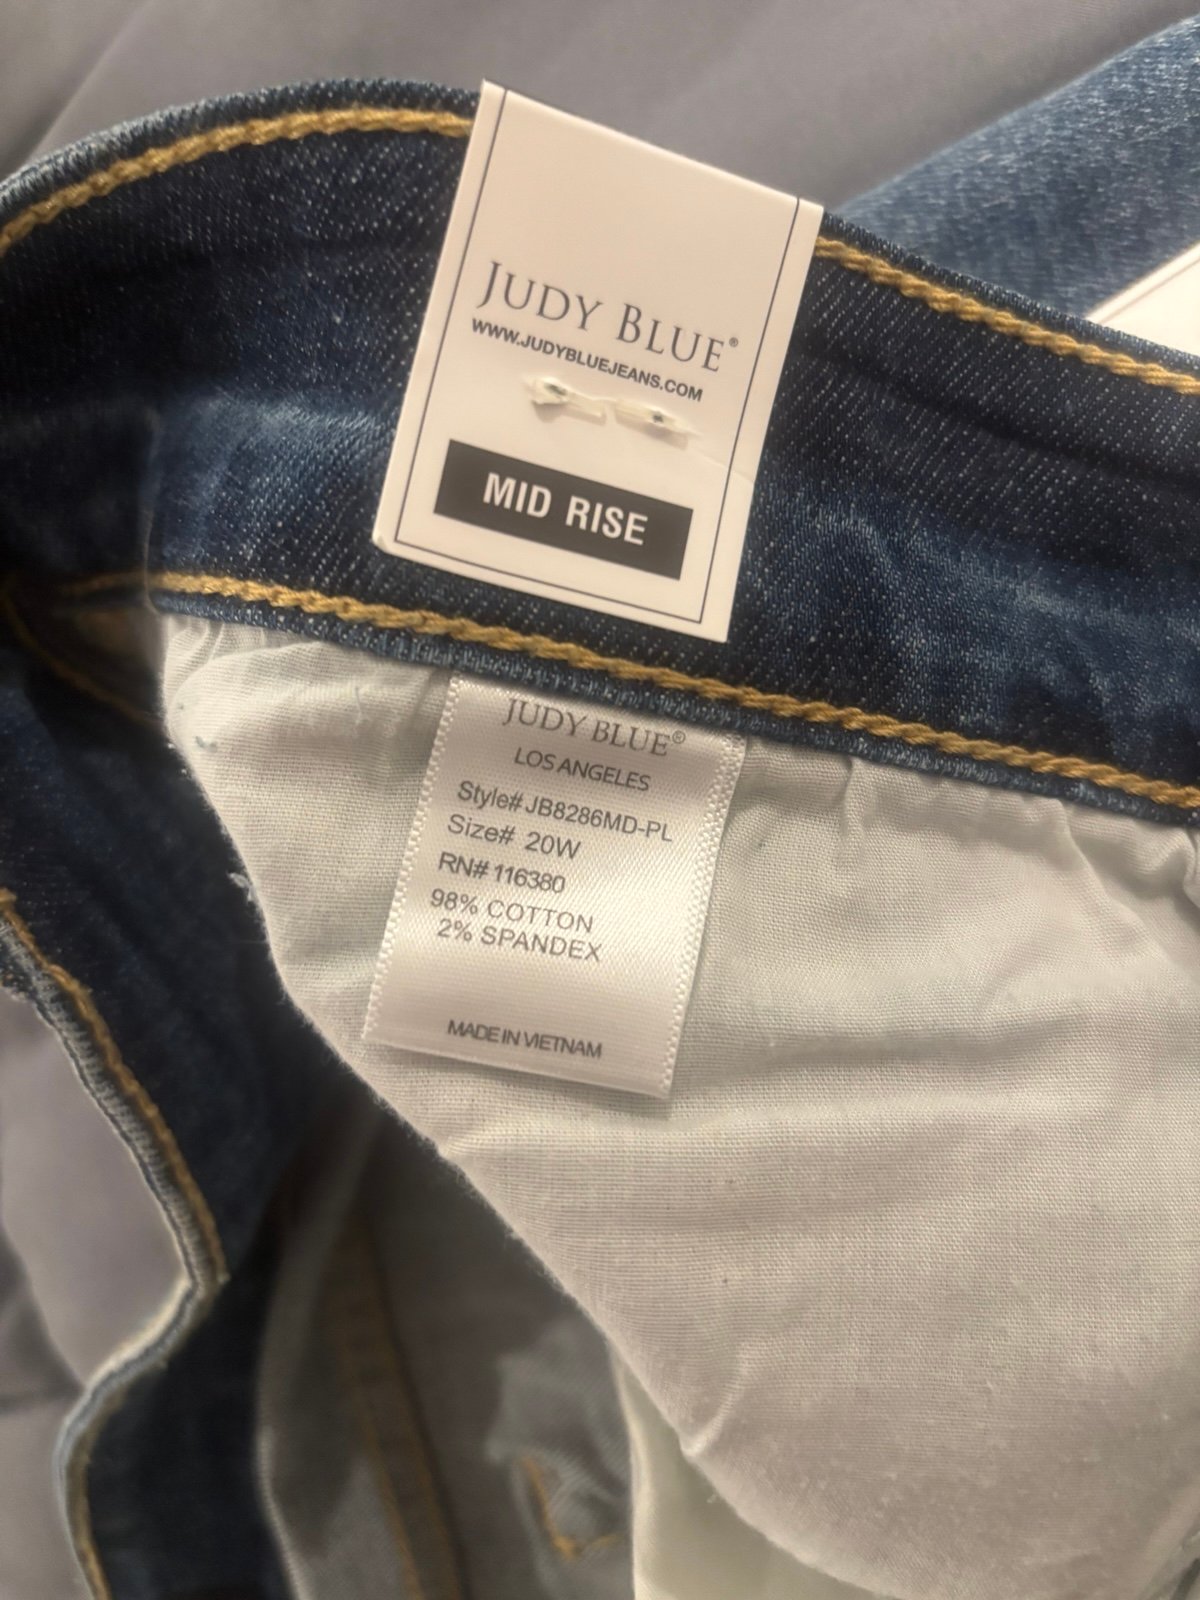 JUDY BLUE®
WWW.JUDYBLUEJEANS.COM
MID RISE
JUDY BLUE®
LOS ANGELES
Style# JB8286MD-PL
Size# 20W
RN# 116380
98% COTTON
2% SPANDEX
MADE IN VIETNAM